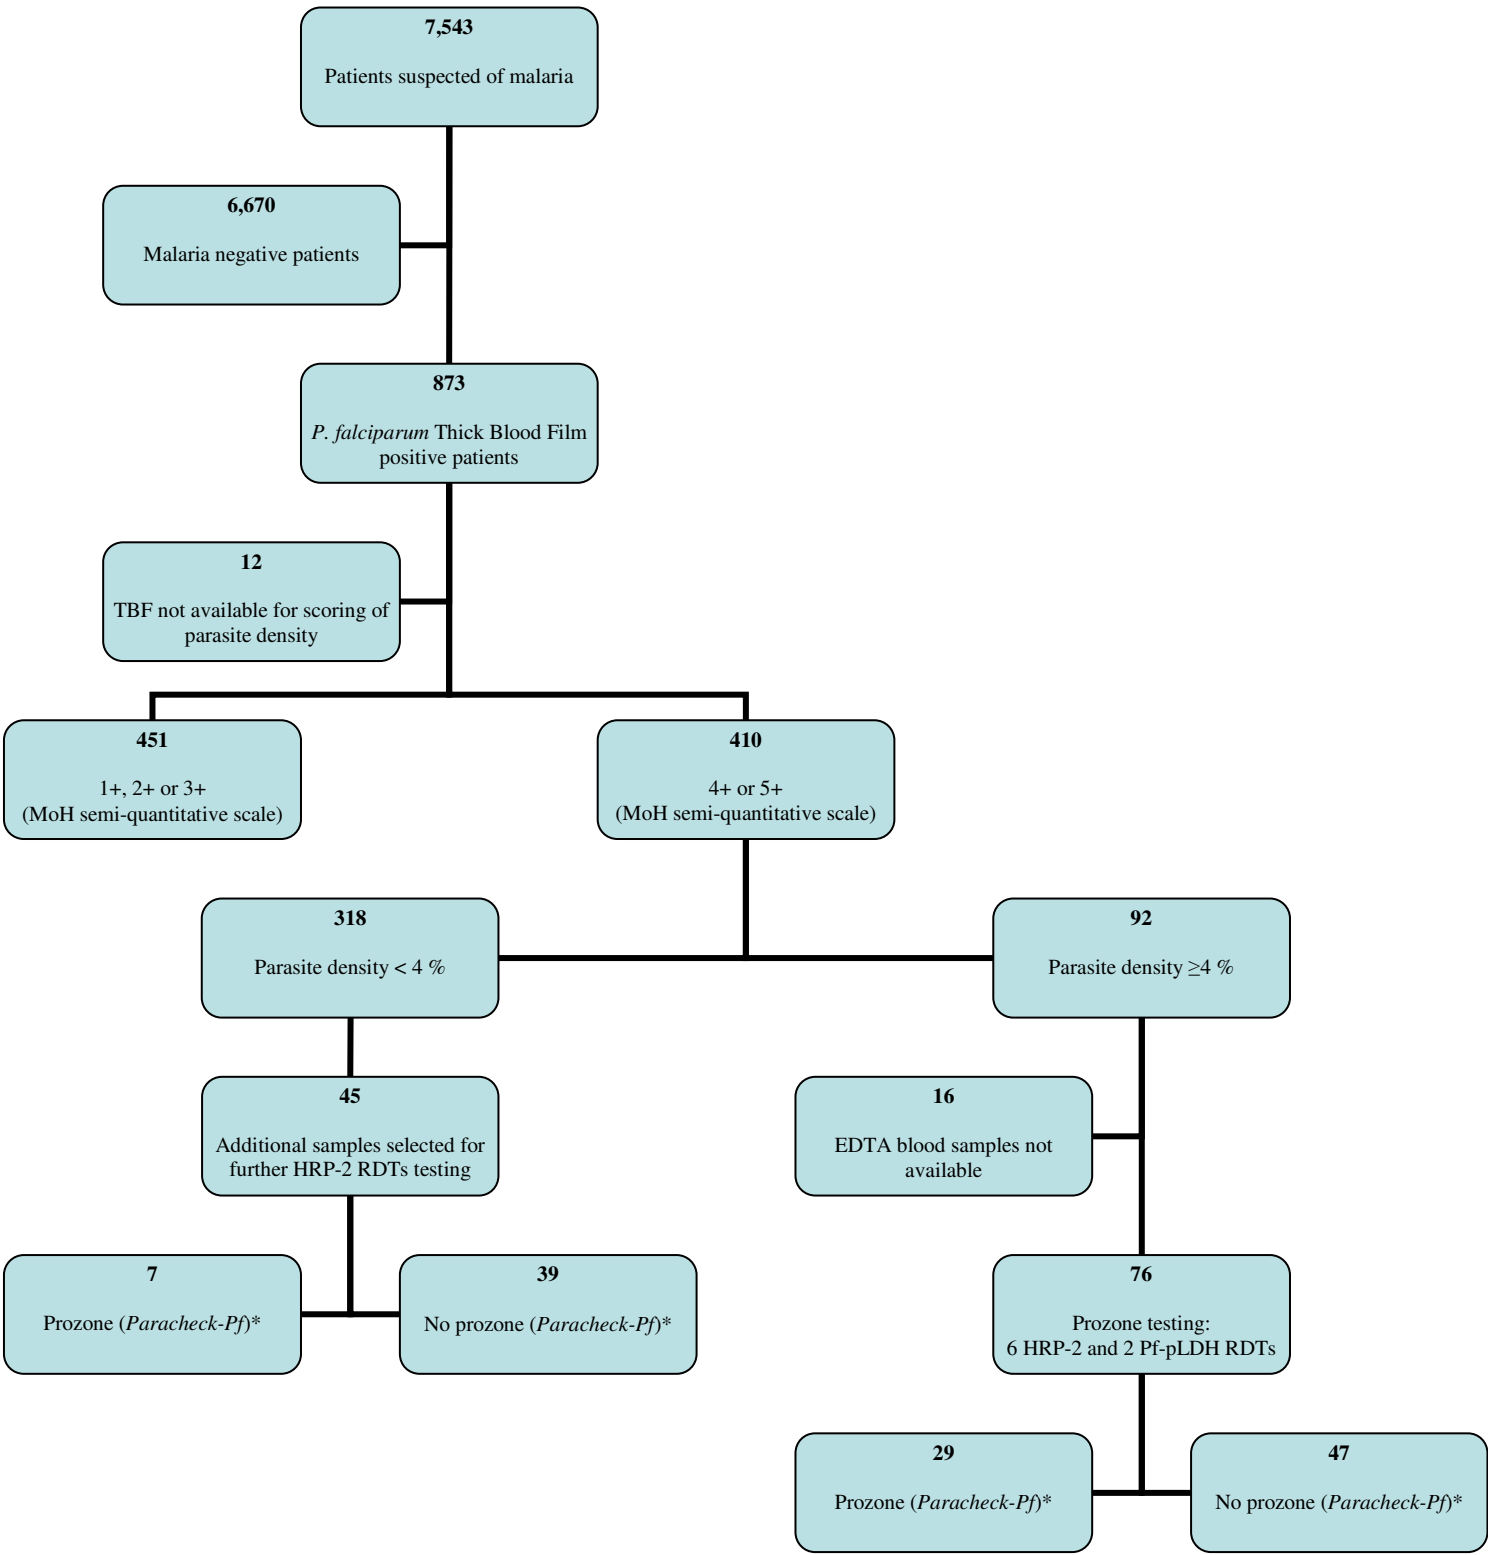 7,543
Patients suspected of malaria
6,670
Malaria negative patients
873
P. falciparum Thick Blood Film
positive patients
12
TBF not available for scoring of
parasite density
451
1+, 2+ or 3+
(MoH semi-quantitative scale)
410
4+ or 5+
(MoH semi-quantitative scale)
318
Parasite density < 4 %
92
Parasite density ≥4 %
45
Additional samples selected for
further HRP-2 RDTs testing
16
EDTA blood samples not
available
7
Prozone (Paracheck-Pf)*
39
No prozone (Paracheck-Pf)*
76
Prozone testing:
6 HRP-2 and 2 Pf-pLDH RDTs
29
Prozone (Paracheck-Pf)*
47
No prozone (Paracheck-Pf)*